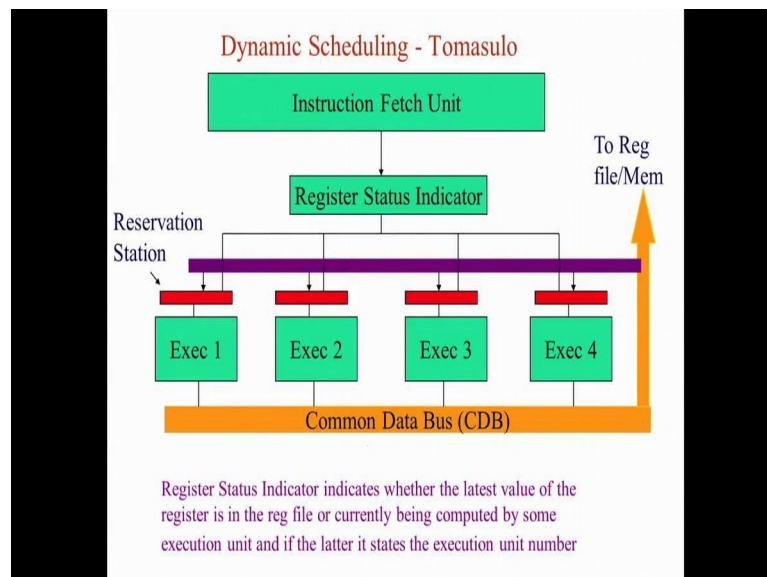 Dynamic Scheduling - Tomasulo
Instruction Fetch Unit
To Reg
file/Mem
Register Status Indicator
Reservation
Station
Exec 1
Exec 2
Exec 3
Exec 4
Common Data Bus (CDB)
Register Status Indicator indicates whether the latest value of the
register is in the reg file or currently being computed by some
execution unit and if the latter it states the execution unit number